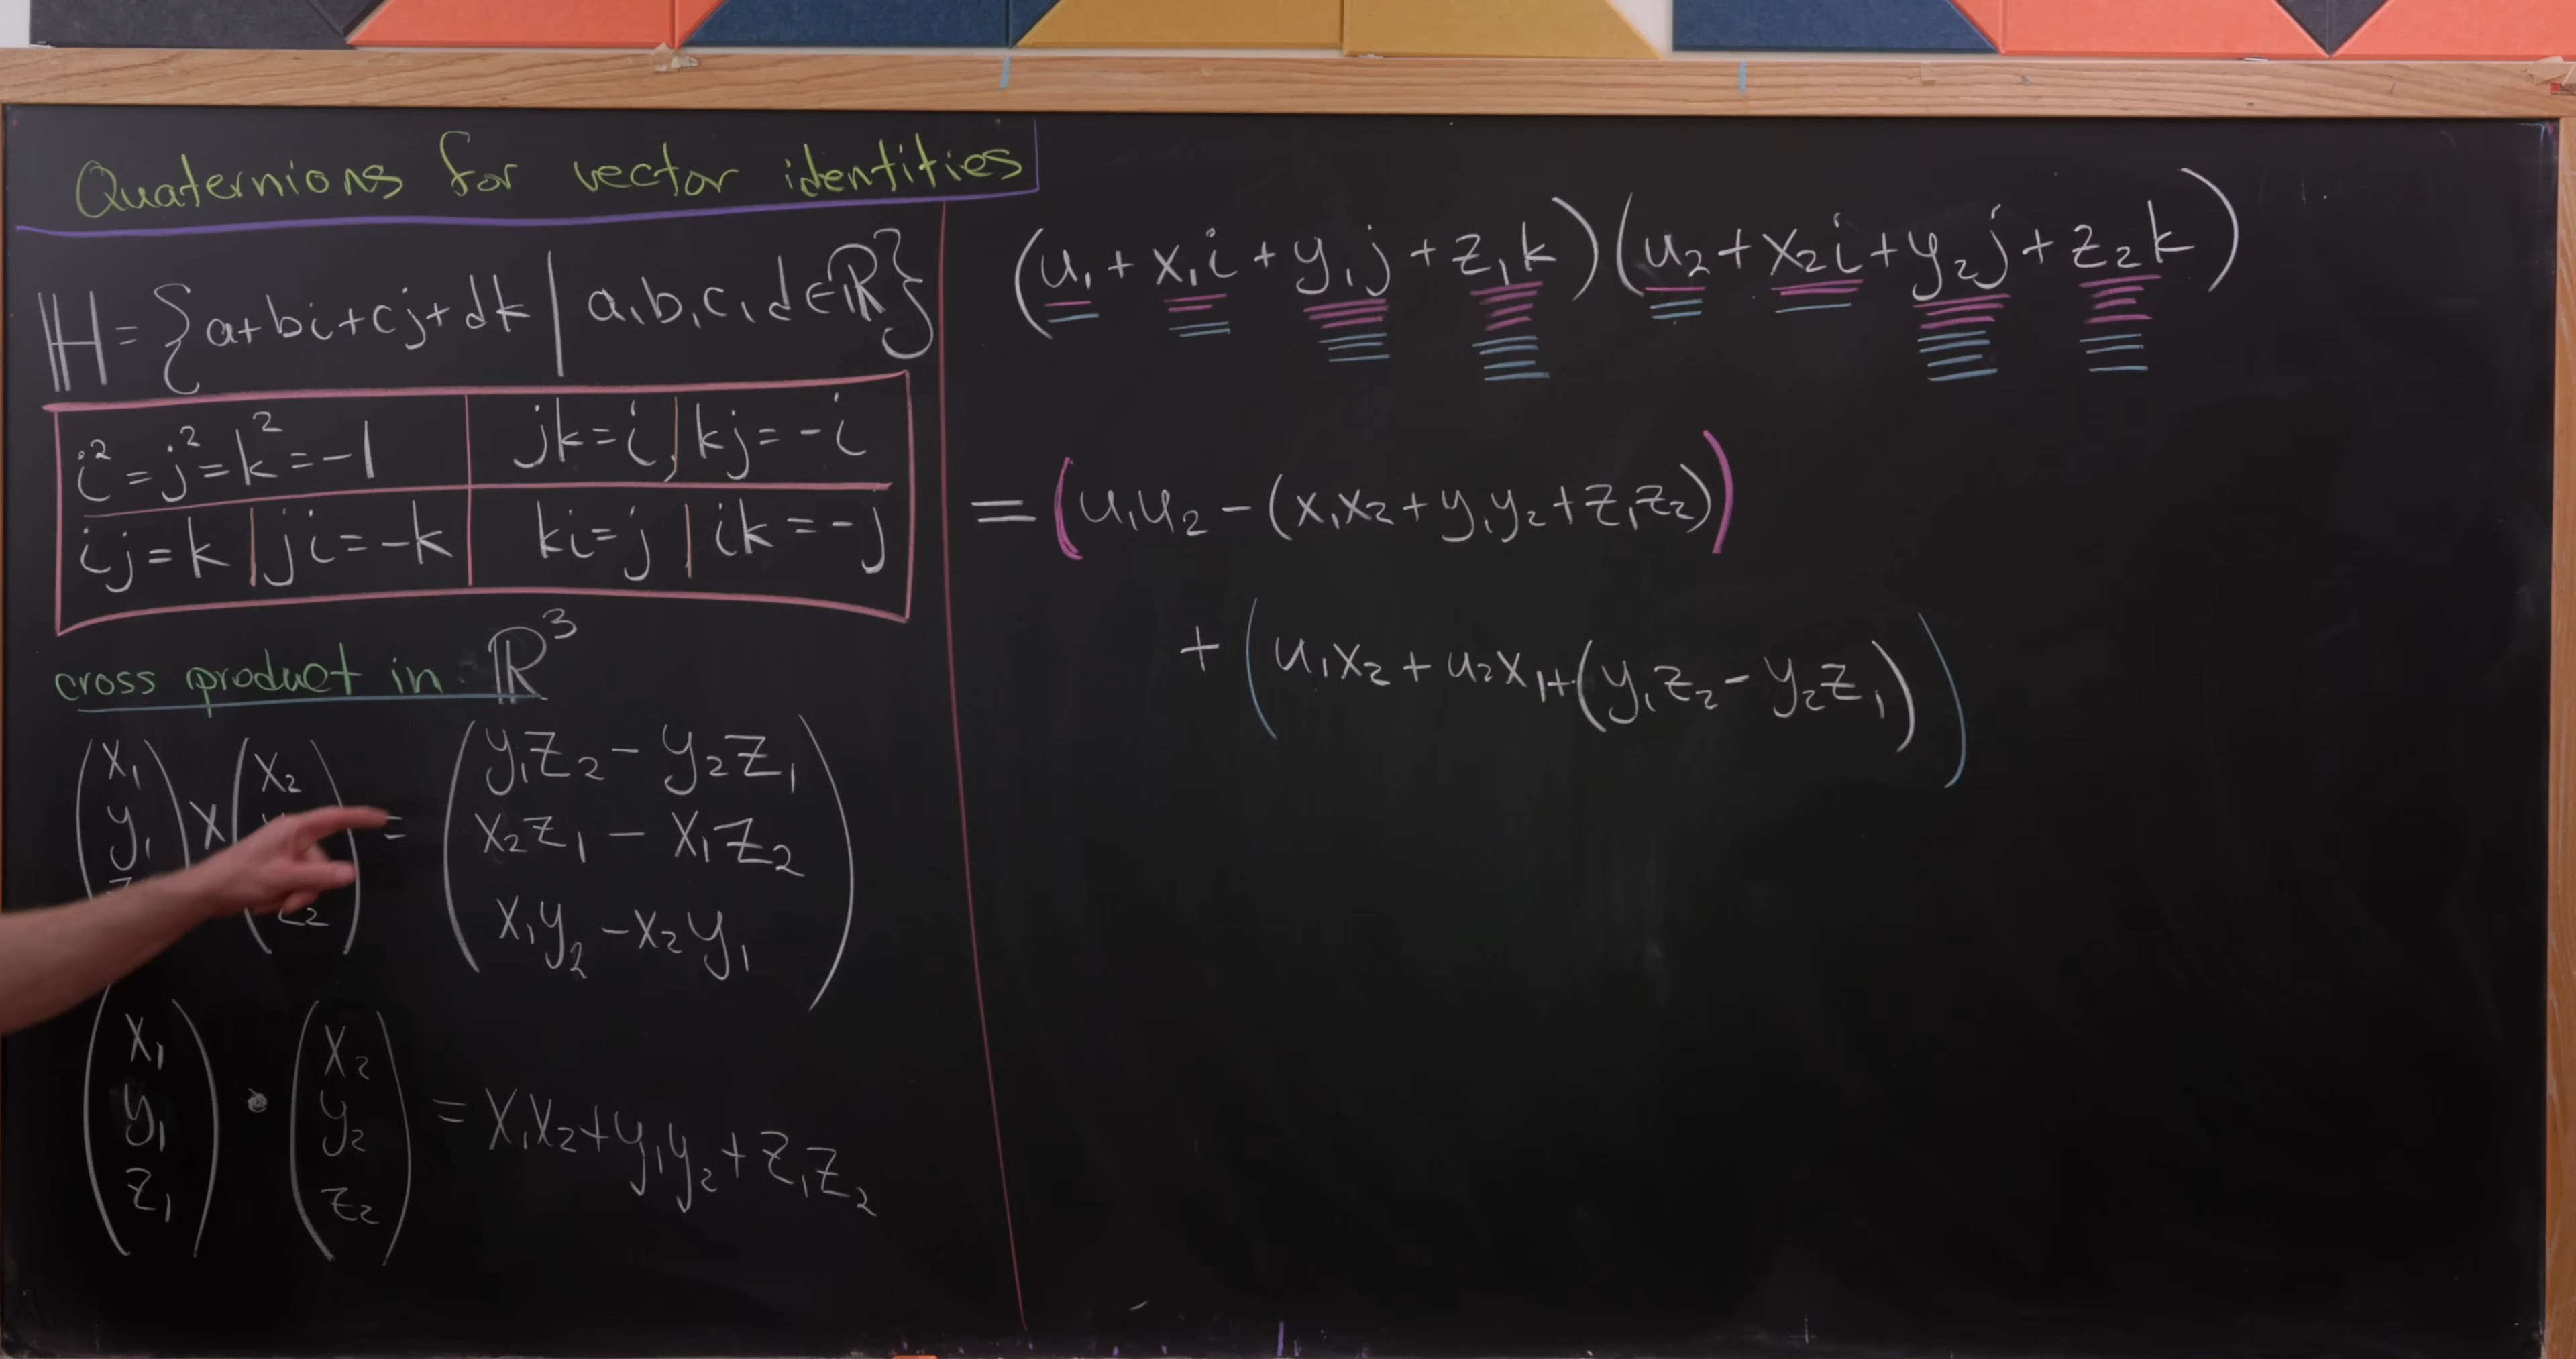 Quaternions for vector identities
ℍ = {a+bi+cj+dk | a,b,c,d∈ℝ}
i²=j²=k²=-1 | jk=i, | kj=-i
ij=k | ji=-k | ki=j | ik=-j
cross product in ℝ³
(x₁ y₁) × (x₂ z₂) = (y₁z₂ - y₂z₁
x₂z₁ - x₁z₂
x₁y₂ - x₂y₁)
(x₁ y₁ z₁) • (x₂ y₂ z₂) = x₁x₂+y₁y₂+z₁z₂
(u₁ + x₁i + y₁j + z₁k)(u₂ + x₂i + y₂j + z₂k)
= (u₁u₂ - (x₁x₂ + y₁y₂ + z₁z₂))
+ (u₁x₂ + u₂x₁ + (y₁z₂ - y₂z₁))